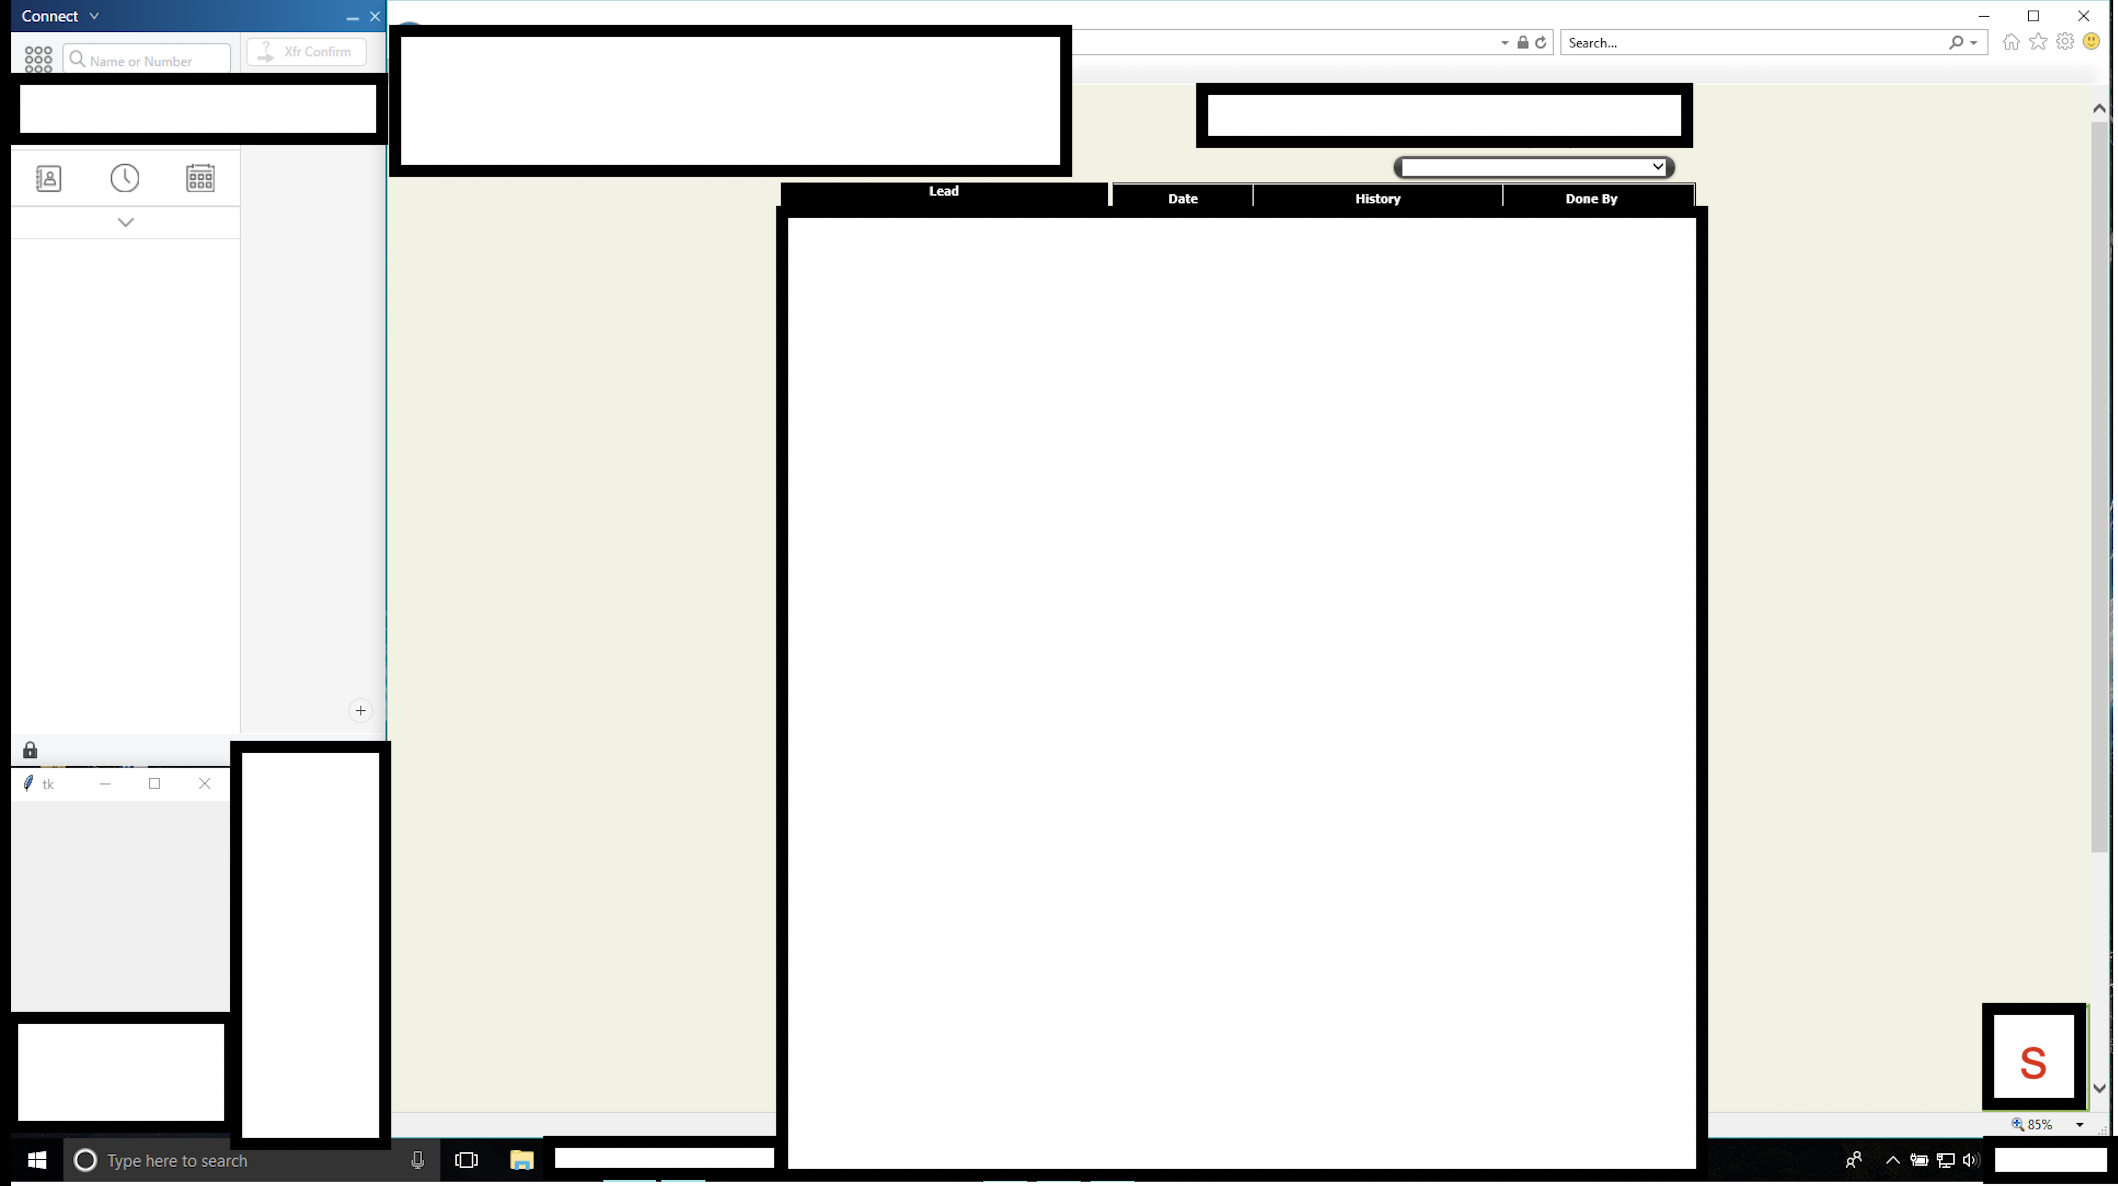 Connect
Search...
Name or Number
Xfr Confirm
Lead
Date
History
Done By
tk
S
85%
Type here to search